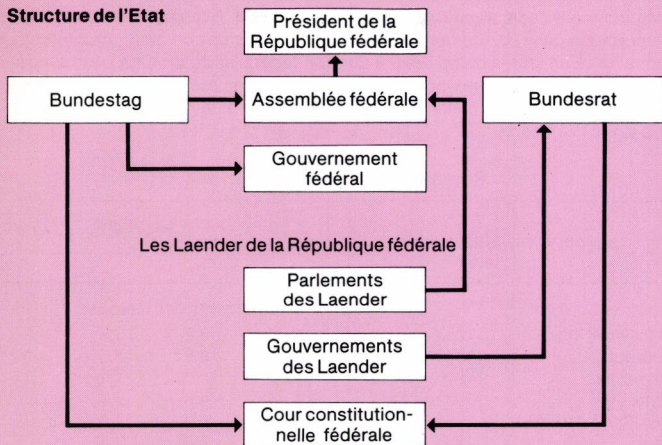 Structure de l'Etat
Président de la
République fédérale
Bundestag
Assemblée fédérale
Bundesrat
Gouvernement
fédéral
Les Laender de la République fédérale
Parlements
des Laender
Gouvernements
des Laender
Cour constitution-
nelle fédérale